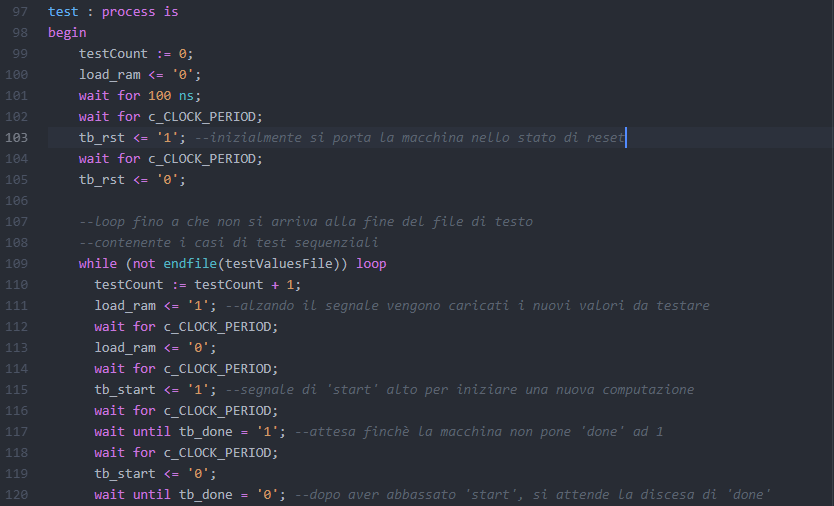 97 test : process is
98 begin
99 testCount := 0;
100 load_ram <= '0';
101 wait for 100 ns;
102 wait for c_CLOCK_PERIOD;
103 tb_rst <= '1'; --inizialmente si porta la macchina nello stato di reset
104 wait for c_CLOCK_PERIOD;
105 tb_rst <= '0';
106
107 --loop fino a che non si arriva alla fine del file di testo
108 --contenente i casi di test sequenziali
109 while (not endfile(testValuesFile)) loop
110 testCount := testCount + 1;
111 load_ram <= '1'; --alzando il segnale vengono caricati i nuovi valori da testare
112 wait for c_CLOCK_PERIOD;
113 load_ram <= '0';
114 wait for c_CLOCK_PERIOD;
115 tb_start <= '1'; --segnale di 'start' alto per iniziare una nuova computazione
116 wait for c_CLOCK_PERIOD;
117 wait until tb_done = '1'; --attesa finchè la macchina non pone 'done' ad 1
118 wait for c_CLOCK_PERIOD;
119 tb_start <= '0';
120 wait until tb_done = '0'; --dopo aver abbassato 'start', si attende la discesa di 'done'